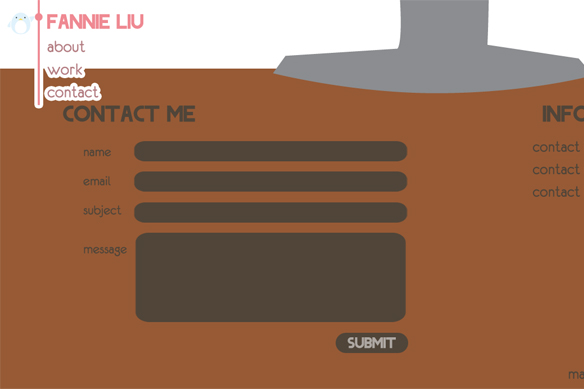 FANNIE LIU
about
work
contact
CONTACT ME
name
email
subject
message
SUBMIT
INFO
contact
contact
contact
ma